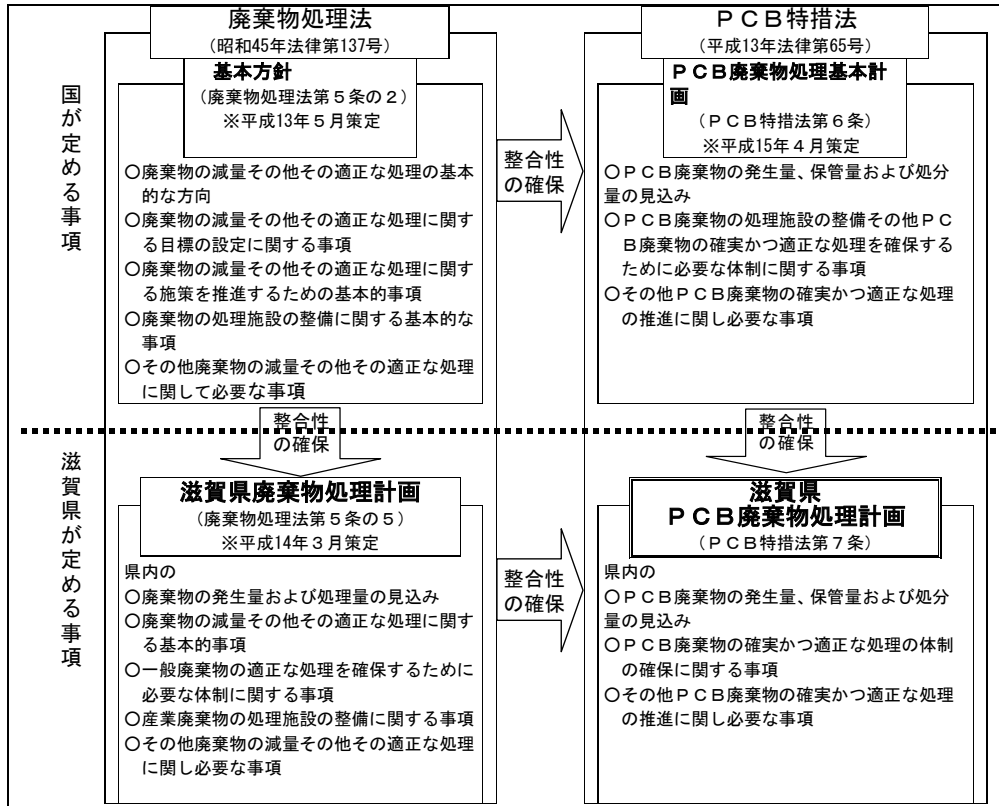 廃棄物処理法
（昭和45年法律第137号）
基本方針
（廃棄物処理法第５条の２）
※平成13年５月策定
国が定める事項
○廃棄物の減量その他その適正な処理の基本
的な方向
○廃棄物の減量その他その適正な処理に関す
る目標の設定に関する事項
○廃棄物の減量その他その適正な処理に関す
る施策を推進するための基本的事項
○廃棄物の処理施設の整備に関する基本的な
事項
○その他廃棄物の減量その他その適正な処理
に関して必要な事項
整合性
の確保
ＰＣＢ特措法
（平成13年法律第65号）
ＰＣＢ廃棄物処理基本計
画
（ＰＣＢ特措法第６条）
※平成15年４月策定
○ＰＣＢ廃棄物の発生量、保管量および処分
量の見込み
○ＰＣＢ廃棄物の処理施設の整備その他ＰＣ
Ｂ廃棄物の確実かつ適正な処理を確保する
ために必要な体制に関する事項
○その他ＰＣＢ廃棄物の確実かつ適正な処理
の推進に関し必要な事項
整合性
の確保
整合性
の確保
滋賀県が定める事項
滋賀県廃棄物処理計画
（廃棄物処理法第５条の５）
※平成14年３月策定
県内の
○廃棄物の発生量および処理量の見込み
○廃棄物の減量その他その適正な処理に関す
る基本的事項
○一般廃棄物の適正な処理を確保するために
必要な体制に関する事項
○産業廃棄物の処理施設の整備に関する事項
○その他廃棄物の減量その他その適正な処理
に関し必要な事項
整合性
の確保
滋賀県
ＰＣＢ廃棄物処理計画
（ＰＣＢ特措法第７条）
県内の
○ＰＣＢ廃棄物の発生量、保管量および処分
量の見込み
○ＰＣＢ廃棄物の確実かつ適正な処理の体制
の確保に関する事項
○その他ＰＣＢ廃棄物の確実かつ適正な処理
の推進に関し必要な事項